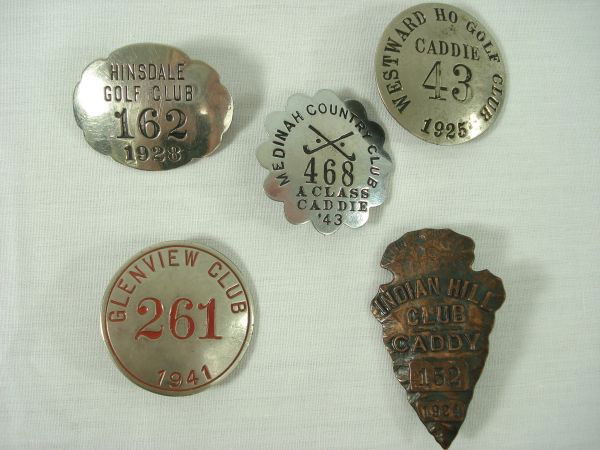 HINSDALE
GOLF CLUB
162
1928
WESTWARD HO GOLF CLUB
CADDIE
43
1925
MEDINAH COUNTRY CLUB
468
A CLASS
CADDIE
'43
GLENVIEW CLUB
261
1941
INDIAN HILL
CLUB
CADDY
152